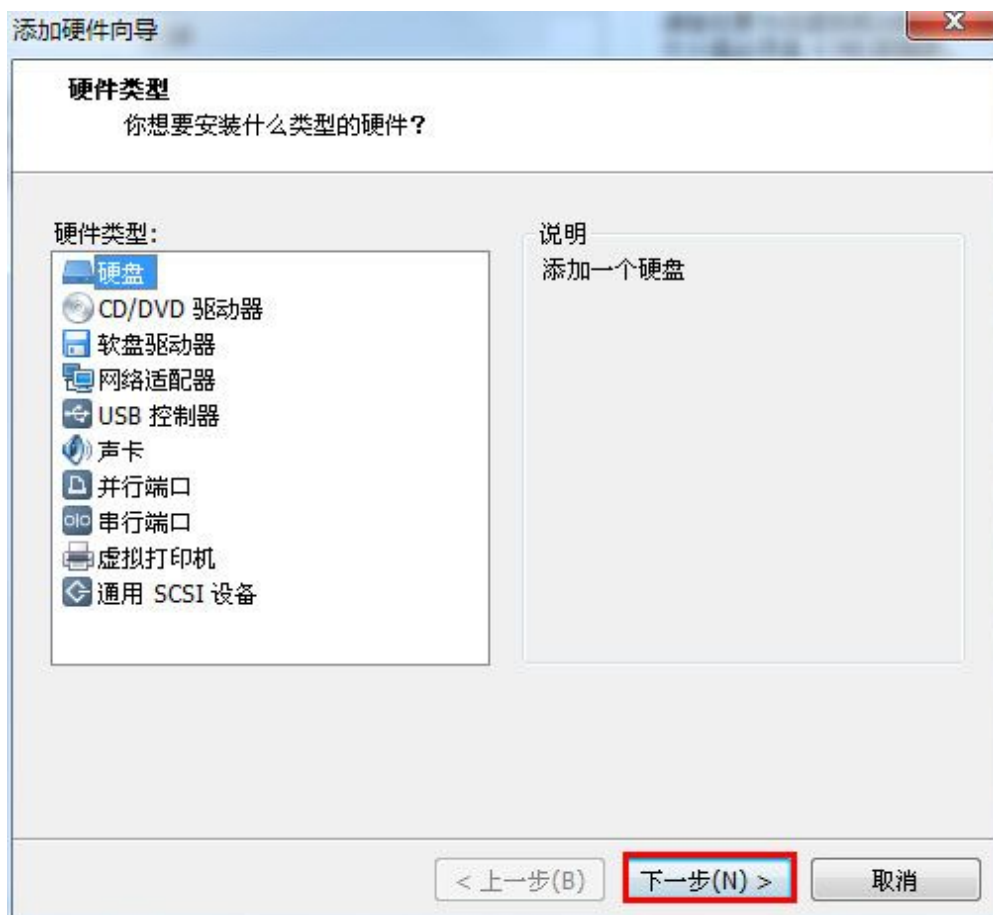 添加硬件向导
硬件类型
你想要安装什么类型的硬件?
硬件类型:
硬盘
CD/DVD 驱动器
软盘驱动器
网络适配器
USB 控制器
声卡
并行端口
串行端口
虚拟打印机
通用 SCSI 设备
说明
添加一个硬盘
< 上一步(B)
下一步(N) >
取消